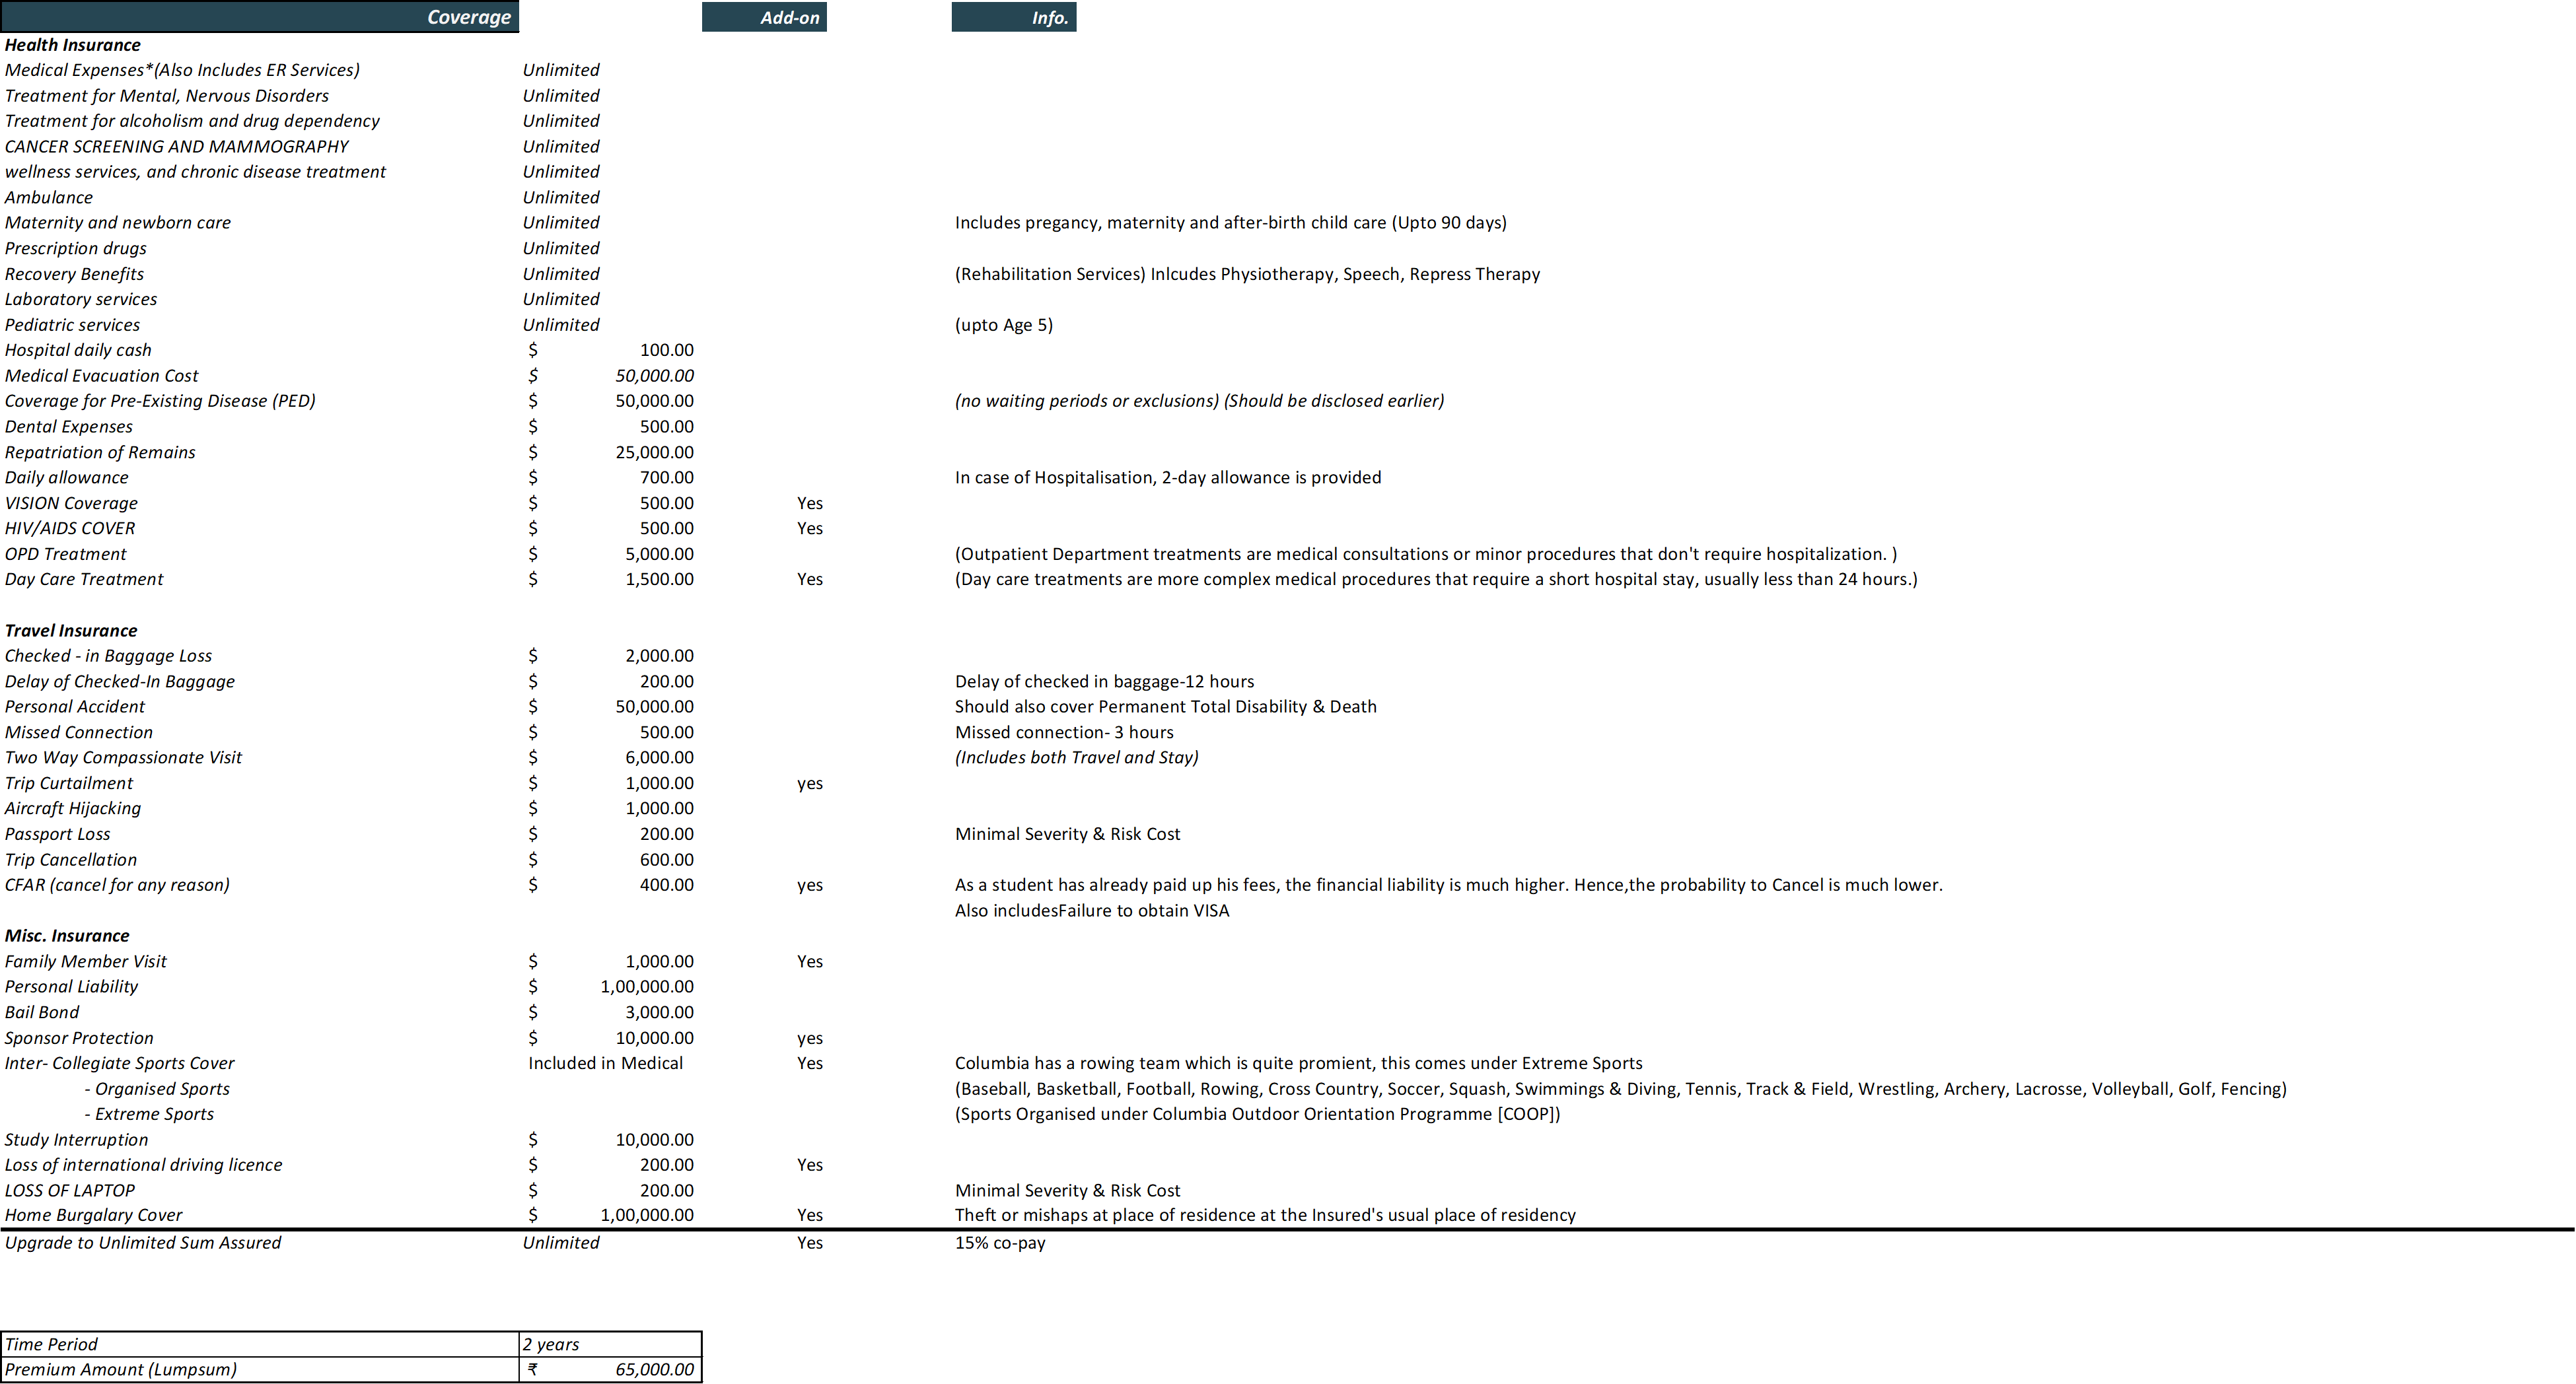 Coverage Add-on Info.
Health Insurance
Medical Expenses*(Also Includes ER Services) Unlimited
Treatment for Mental, Nervous Disorders Unlimited
Treatment for alcoholism and drug dependency Unlimited
CANCER SCREENING AND MAMMOGRAPHY Unlimited
wellness services, and chronic disease treatment Unlimited
Ambulance Unlimited
Maternity and newborn care Unlimited Includes pregancy, maternity and after-birth child care (Upto 90 days)
Prescription drugs Unlimited
Recovery Benefits Unlimited (Rehabilitation Services) Inlcudes Physiotherapy, Speech, Repress Therapy
Laboratory services Unlimited
Pediatric services Unlimited (upto Age 5)
Hospital daily cash $ 100.00
Medical Evacuation Cost $ 50,000.00
Coverage for Pre-Existing Disease (PED) $ 50,000.00 (no waiting periods or exclusions) (Should be disclosed earlier)
Dental Expenses $ 500.00
Repatriation of Remains $ 25,000.00
Daily allowance $ 700.00 In case of Hospitalisation, 2-day allowance is provided
VISION Coverage $ 500.00 Yes
HIV/AIDS COVER $ 500.00 Yes
OPD Treatment $ 5,000.00 (Outpatient Department treatments are medical consultations or minor procedures that don't require hospitalization. )
Day Care Treatment $ 1,500.00 Yes (Day care treatments are more complex medical procedures that require a short hospital stay, usually less than 24 hours.)
Travel Insurance
Checked - in Baggage Loss $ 2,000.00
Delay of Checked-In Baggage $ 200.00 Delay of checked in baggage-12 hours
Personal Accident $ 50,000.00 Should also cover Permanent Total Disability & Death
Missed Connection $ 500.00 Missed connection- 3 hours
Two Way Compassionate Visit $ 6,000.00 (Includes both Travel and Stay)
Trip Curtailment $ 1,000.00 yes
Aircraft Hijacking $ 1,000.00
Passport Loss $ 200.00 Minimal Severity & Risk Cost
Trip Cancellation $ 600.00
CFAR (cancel for any reason) $ 400.00 yes As a student has already paid up his fees, the financial liability is much higher. Hence,the probability to Cancel is much lower.
Also includesFailure to obtain VISA
Misc. Insurance
Family Member Visit $ 1,000.00 Yes
Personal Liability $ 1,00,000.00
Bail Bond $ 3,000.00
Sponsor Protection $ 10,000.00 yes
Inter- Collegiate Sports Cover Included in Medical Yes Columbia has a rowing team which is quite promient, this comes under Extreme Sports
- Organised Sports (Baseball, Basketball, Football, Rowing, Cross Country, Soccer, Squash, Swimmings & Diving, Tennis, Track & Field, Wrestling, Archery, Lacrosse, Volleyball, Golf, Fencing)
- Extreme Sports (Sports Organised under Columbia Outdoor Orientation Programme [COOP])
Study Interruption $ 10,000.00
Loss of international driving licence $ 200.00 Yes
LOSS OF LAPTOP $ 200.00 Minimal Severity & Risk Cost
Home Burgalary Cover $ 1,00,000.00 Yes Theft or mishaps at place of residence at the Insured's usual place of residency
Upgrade to Unlimited Sum Assured Unlimited Yes 15% co-pay
Time Period 2 years
Premium Amount (Lumpsum) ₹ 65,000.00